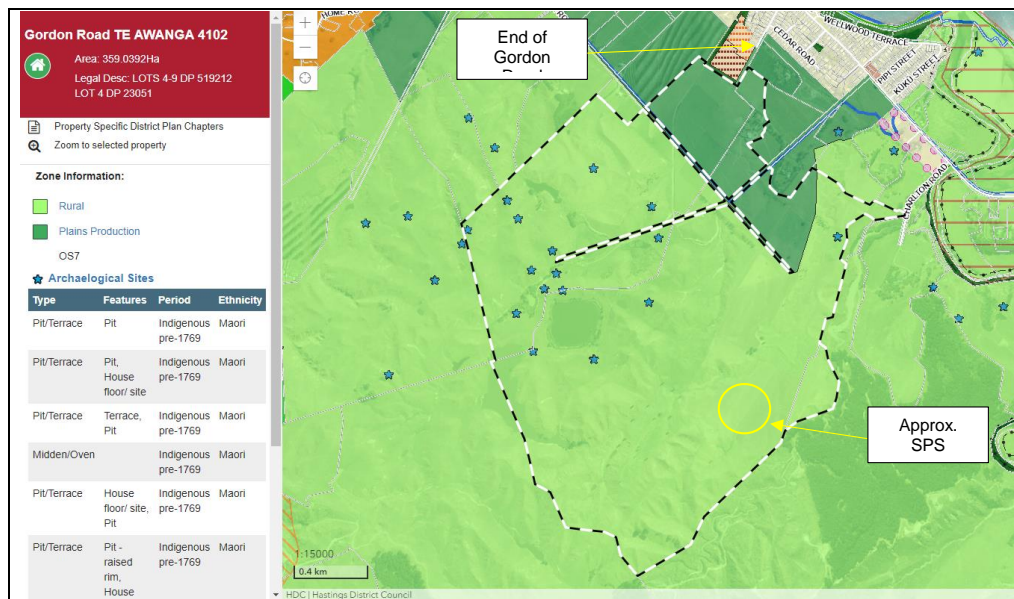 Gordon Road TE AWANGA 4102
Area: 359.0392Ha
Legal Desc: LOTS 4-9 DP 519212
LOT 4 DP 23051
Property Specific District Plan Chapters
Zoom to selected property
Zone Information:
Rural
Plains Production
OS7
Archaelogical Sites
Type Features Period Ethnicity
Pit/Terrace Pit Indigenous Maori
pre-1769
Pit/Terrace Pit, Indigenous Maori
House pre-1769
floor/ site
Pit/Terrace Terrace, Indigenous Maori
Pit pre-1769
Midden/Oven Indigenous Maori
pre-1769
Pit/Terrace House Indigenous Maori
floor/ site, pre-1769
Pit
Pit/Terrace Pit - Indigenous Maori
raised pre-1769
rim,
House
+
−
HOME
End of
Gordon
WELLWOOD TERRACE
CEDAR ROAD
PIPI STREET
KUKU STREET
CHARLTON ROAD
Approx.
SPS
1:15000
0.4 km
HDC | Hastings District Council